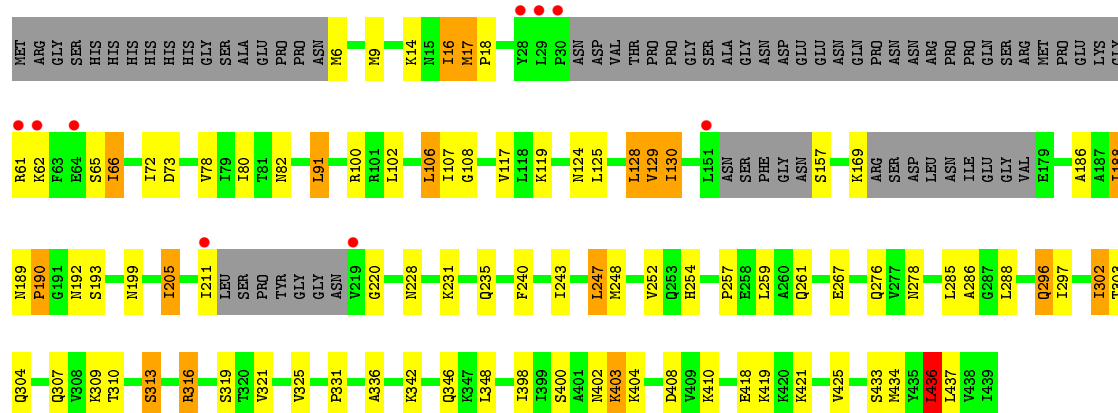 MET ARG GLY SER HIS HIS HIS HIS HIS HIS GLY SER ALA GLU PRO PRO ASN M6 M9 K14 N15 I16 M17 P18 Y28 L29 P30 ASN ASP VAL THR PRO PRO GLY SER ALA GLY ASN ASP GLU GLU ASN GLN PRO ASN ASN ARG PRO PRO GLN SER ARG MET PRO GLU LYS GLY
R61 K62 F63 E64 S65 I66 I72 D73 V78 I79 I80 T81 N82 L91 R100 R101 L102 L106 I107 G108 V117 L118 K119 N124 L125 L128 V129 I130 L151 ASN SER PHE GLY ASN S157 K169 ARG SER ASP LEU ASN ILE GLU GLY VAL E179 A186 A187 I188
N189 P190 G191 N192 S193 N199 I205 I211 LEU SER PRO TYR GLY GLY ASN V219 G220 N228 K231 Q235 F240 I243 L247 M248 V252 Q253 H254 P257 E258 L259 A260 Q261 E267 Q276 V277 N278 L285 A286 G287 L288 Q296 I297 I302 T303
Q304 Q307 V308 K309 T310 S313 R316 S319 T320 V321 V325 P331 A336 K342 Q346 K347 L348 I398 I399 S400 A401 N402 K403 K404 D408 V409 K410 E418 K419 K420 K421 V425 S433 M434 Y435 L436 L437 V438 I439